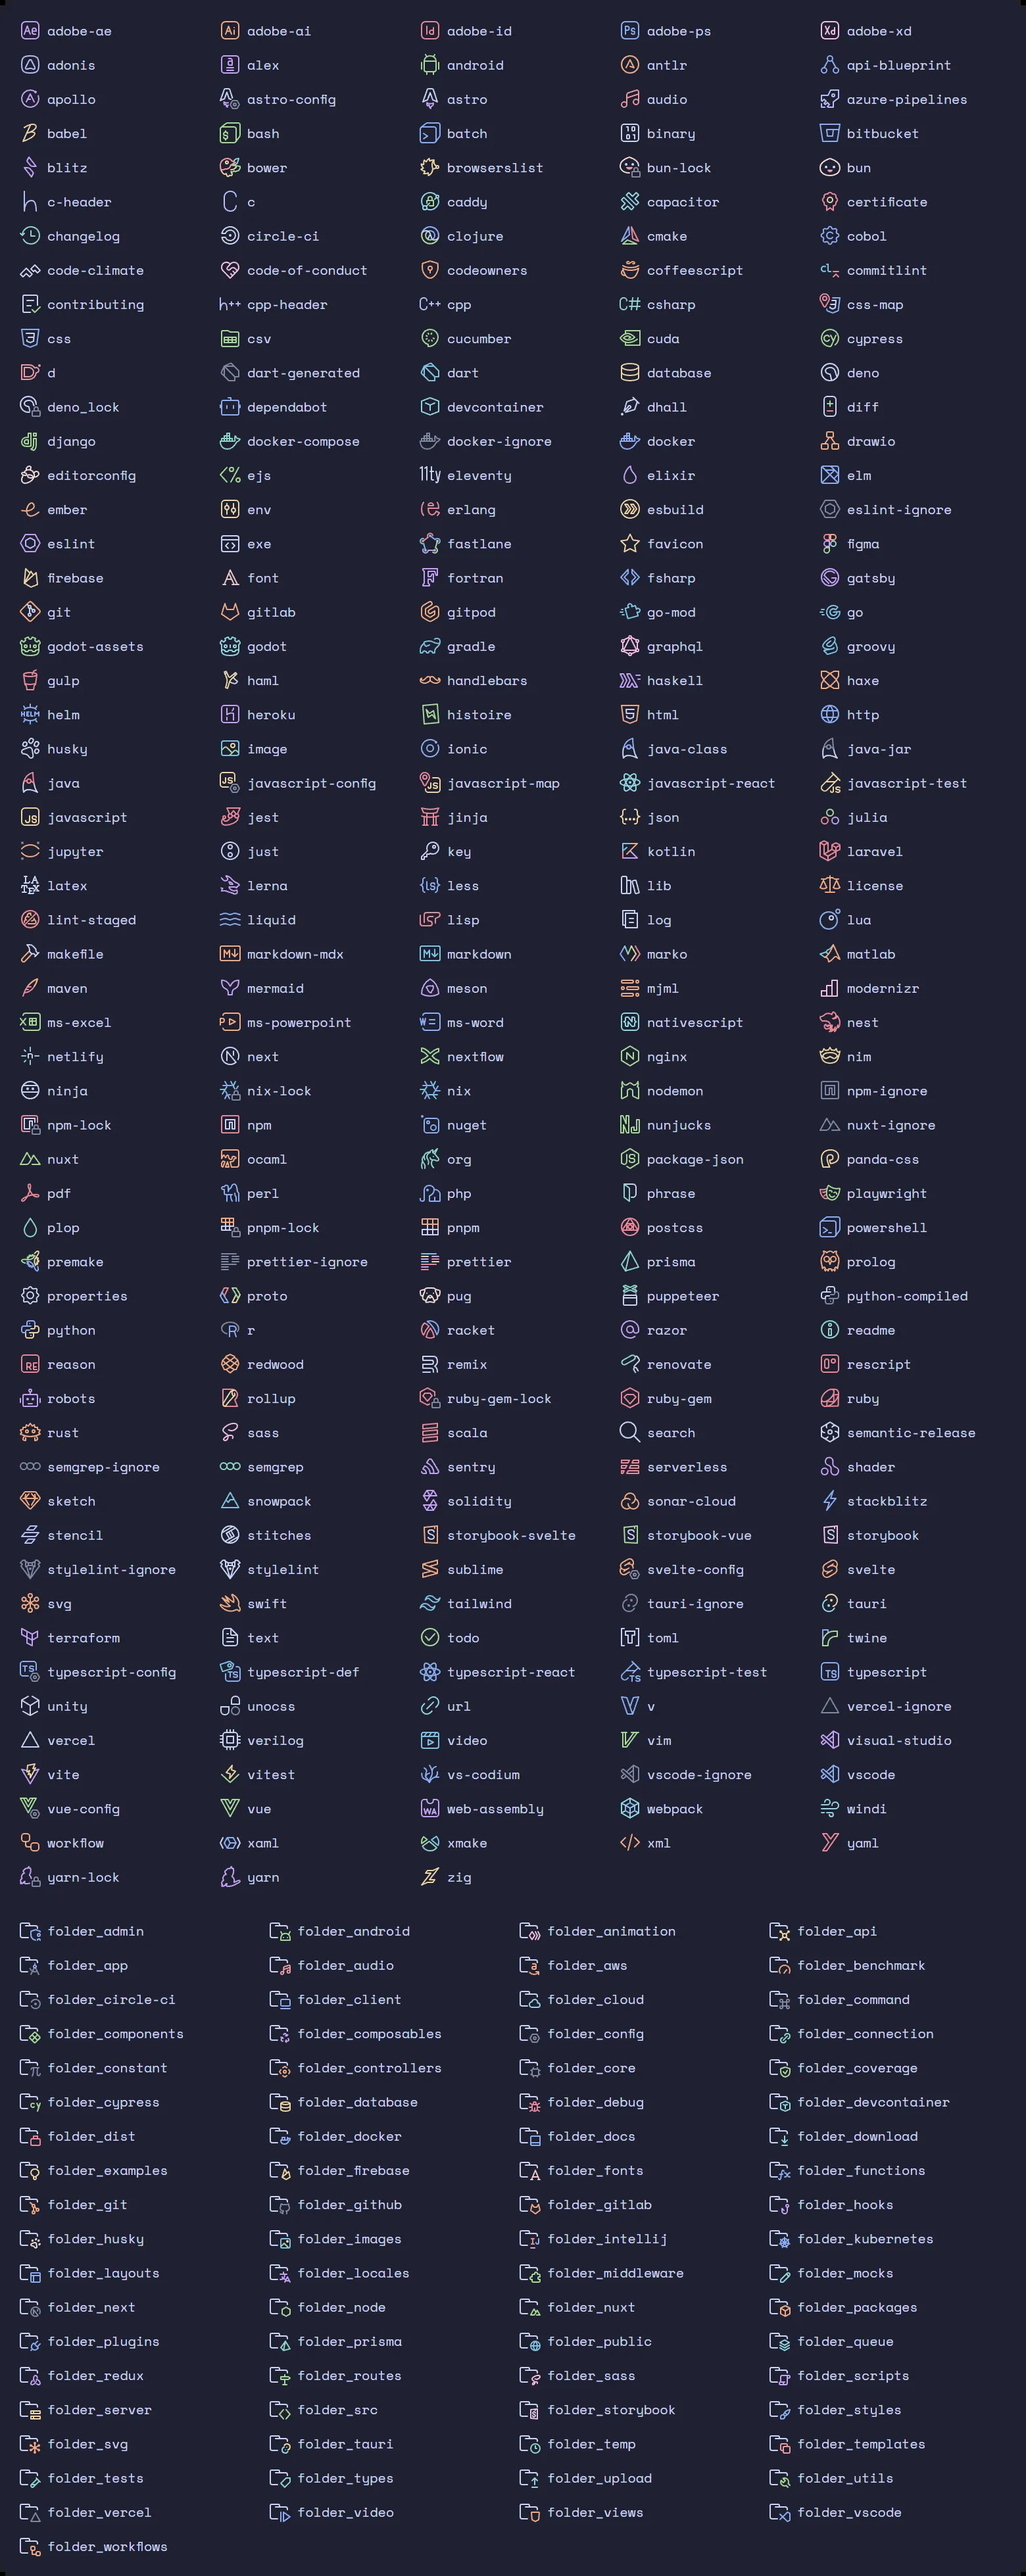 adobe-ae adobe-ai adobe-id adobe-ps adobe-xd
adonis alex android antlr api-blueprint
apollo astro-config astro audio azure-pipelines
babel bash batch binary bitbucket
blitz bower browserslist bun-lock bun
c-header c caddy capacitor certificate
changelog circle-ci clojure cmake cobol
code-climate code-of-conduct codeowners coffeescript commitlint
contributing cpp-header cpp csharp css-map
css csv cucumber cuda cypress
d dart-generated dart database deno
deno_lock dependabot devcontainer dhall diff
django docker-compose docker-ignore docker drawio
editorconfig ejs eleventy elixir elm
ember env erlang esbuild eslint-ignore
eslint exe fastlane favicon figma
firebase font fortran fsharp gatsby
git gitlab gitpod go-mod go
godot-assets godot gradle graphql groovy
gulp haml handlebars haskell haxe
helm heroku histoire html http
husky image ionic java-class java-jar
java javascript-config javascript-map javascript-react javascript-test
javascript jest jinja json julia
jupyter just key kotlin laravel
latex lerna less lib license
lint-staged liquid lisp log lua
makefile markdown-mdx markdown marko matlab
maven mermaid meson mjml modernizr
ms-excel ms-powerpoint ms-word nativescript nest
netlify next nextflow nginx nim
ninja nix-lock nix nodemon npm-ignore
npm-lock npm nuget nunjucks nuxt-ignore
nuxt ocaml org package-json panda-css
pdf perl php phrase playwright
plop pnpm-lock pnpm postcss powershell
premake prettier-ignore prettier prisma prolog
properties proto pug puppeteer python-compiled
python r racket razor readme
reason redwood remix renovate rescript
robots rollup ruby-gem-lock ruby-gem ruby
rust sass scala search semantic-release
semgrep-ignore semgrep sentry serverless shader
sketch snowpack solidity sonar-cloud stackblitz
stencil stitches storybook-svelte storybook-vue storybook
stylelint-ignore stylelint sublime svelte-config svelte
svg swift tailwind tauri-ignore tauri
terraform text todo toml twine
typescript-config typescript-def typescript-react typescript-test typescript
unity unocss url v vercel-ignore
vercel verilog video vim visual-studio
vite vitest vs-codium vscode-ignore vscode
vue-config vue web-assembly webpack windi
workflow xaml xmake xml yaml
yarn-lock yarn zig
folder_admin folder_android folder_animation folder_api
folder_app folder_audio folder_aws folder_benchmark
folder_circle-ci folder_client folder_cloud folder_command
folder_components folder_composables folder_config folder_connection
folder_constant folder_controllers folder_core folder_coverage
folder_cypress folder_database folder_debug folder_devcontainer
folder_dist folder_docker folder_docs folder_download
folder_examples folder_firebase folder_fonts folder_functions
folder_git folder_github folder_gitlab folder_hooks
folder_husky folder_images folder_intellij folder_kubernetes
folder_layouts folder_locales folder_middleware folder_mocks
folder_next folder_node folder_nuxt folder_packages
folder_plugins folder_prisma folder_public folder_queue
folder_redux folder_routes folder_sass folder_scripts
folder_server folder_src folder_storybook folder_styles
folder_svg folder_tauri folder_temp folder_templates
folder_tests folder_types folder_upload folder_utils
folder_vercel folder_video folder_views folder_vscode
folder_workflows